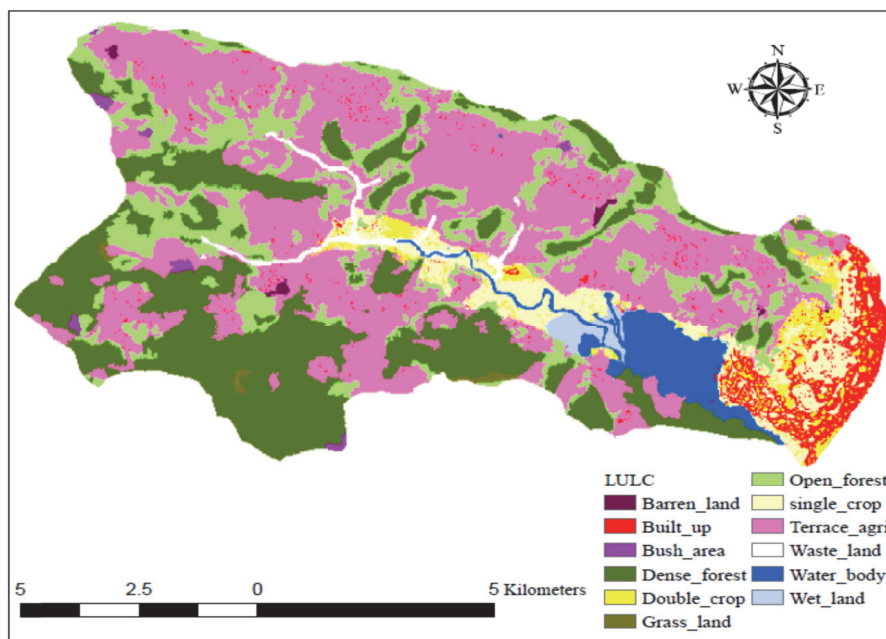 N
W E
S
LULC
Barren_land
Built_up
Bush_area
Dense_forest
Double_crop
Grass_land
Open_forest
single_crop
Terrace_agri
Waste_land
Water_body
Wet_land
5 2.5 0 5 Kilometers